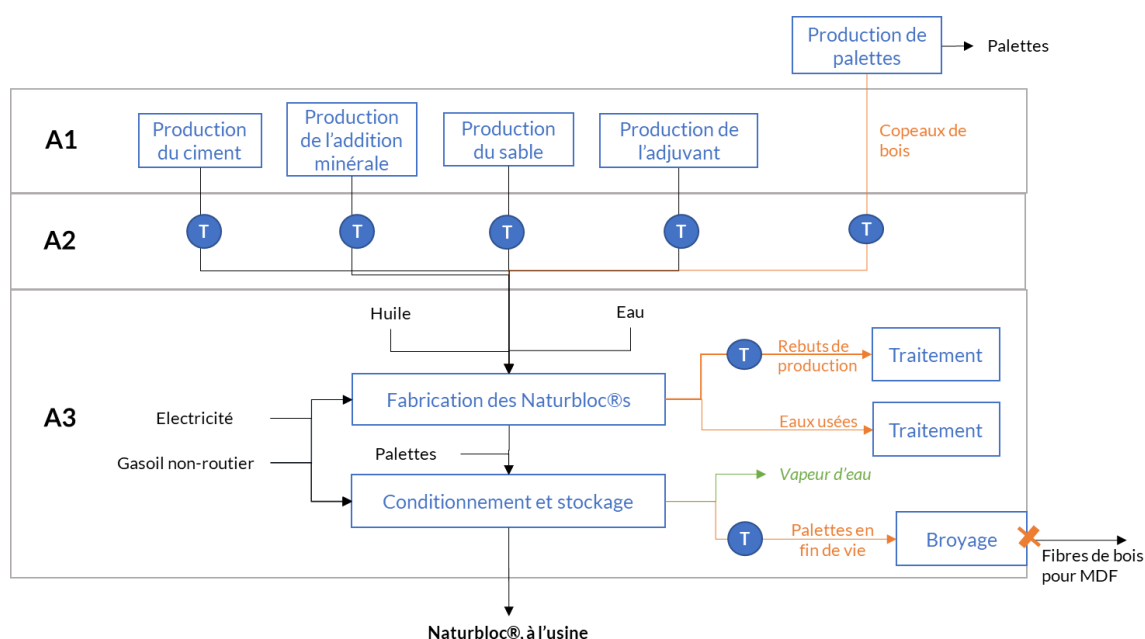 Production de
palettes
Palettes
A1
Production
du ciment
Production
de l'addition
minérale
Production
du sable
Production de
l'adjuvant
Copeaux de
bois
A2
T
T
T
T
T
Huile
Eau
A3
T
Rebuts de
production
Traitement
Electricité
Fabrication des Naturbloc®s
Eaux usées
Traitement
Gasoil non-routier
Palettes
Vapeur d'eau
Conditionnement et stockage
T
Palettes en
fin de vie
Broyage
Fibres de bois
pour MDF
Naturbloc®, à l'usine